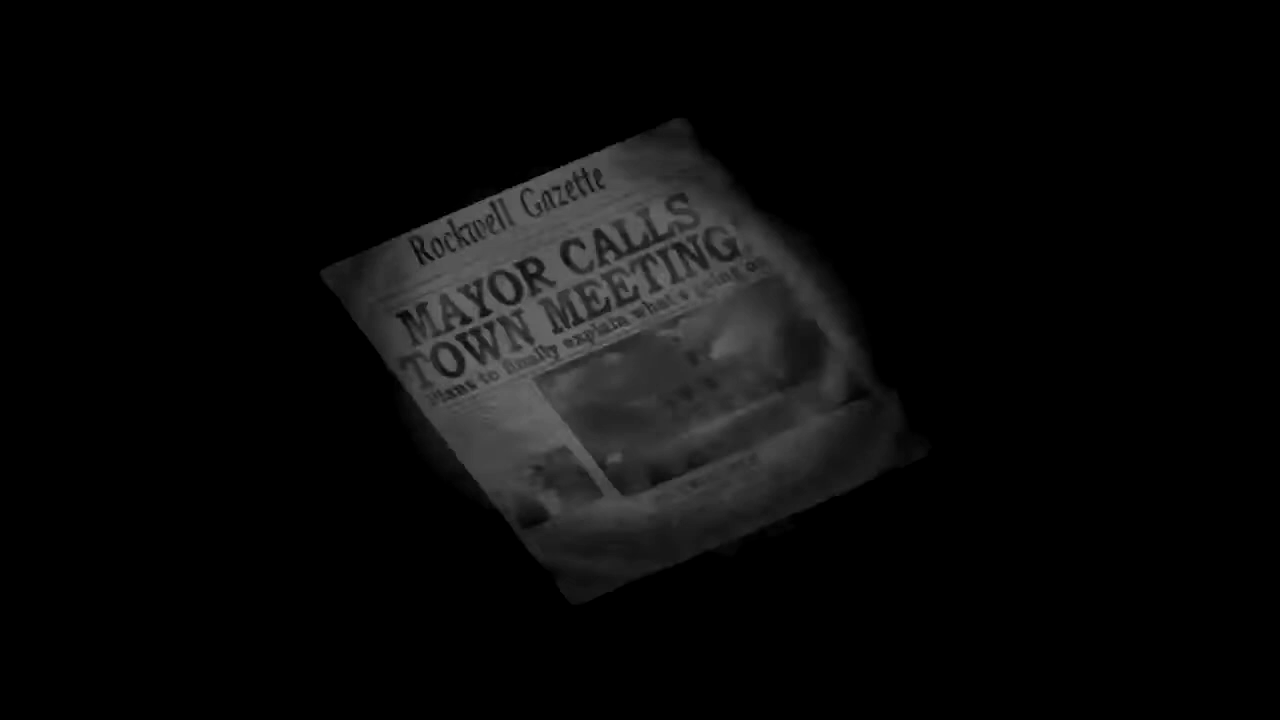 Rockwell Gazette
MAYOR CALLS
TOWN MEETING
Plans to finally explain what's going on